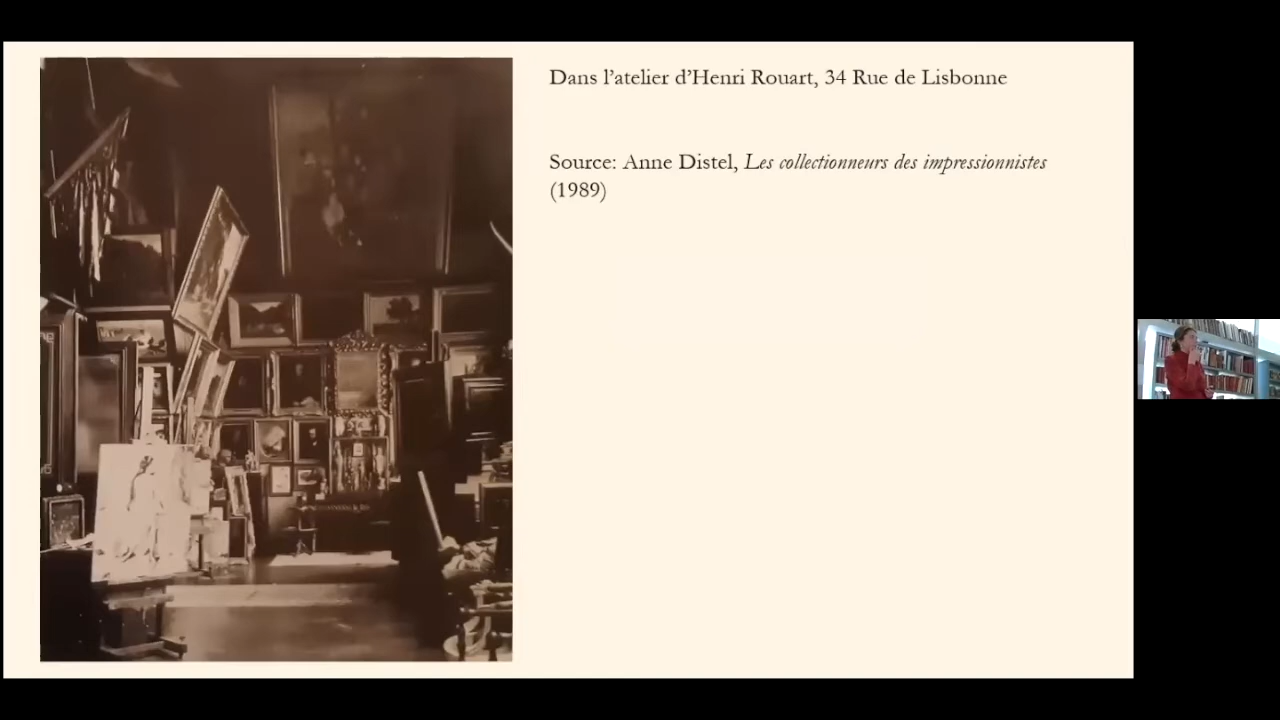 Dans l’atelier d’Henri Rouart, 34 Rue de Lisbonne
Source: Anne Distel, Les collectionneurs des impressionnistes
(1989)